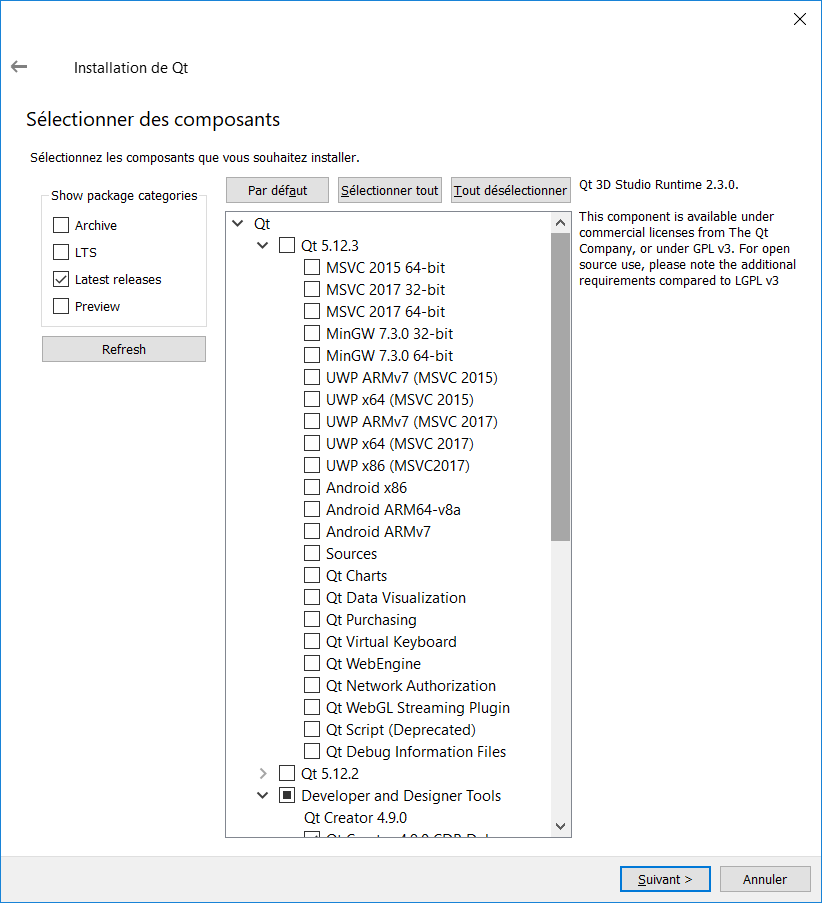 Installation de Qt
Sélectionner des composants
Sélectionnez les composants que vous souhaitez installer.
Show package categories
Archive
LTS
Latest releases
Preview
Refresh
Par défaut
Sélectionner tout
Tout désélectionner
Qt
Qt 5.12.3
MSVC 2015 64-bit
MSVC 2017 32-bit
MSVC 2017 64-bit
MinGW 7.3.0 32-bit
MinGW 7.3.0 64-bit
UWP ARMv7 (MSVC 2015)
UWP x64 (MSVC 2015)
UWP ARMv7 (MSVC 2017)
UWP x64 (MSVC 2017)
UWP x86 (MSVC2017)
Android x86
Android ARM64-v8a
Android ARMv7
Sources
Qt Charts
Qt Data Visualization
Qt Purchasing
Qt Virtual Keyboard
Qt WebEngine
Qt Network Authorization
Qt WebGL Streaming Plugin
Qt Script (Deprecated)
Qt Debug Information Files
Qt 5.12.2
Developer and Designer Tools
Qt Creator 4.9.0
Qt Creator 4.9.0 CDB
Qt 3D Studio Runtime 2.3.0.
This component is available under
commercial licenses from The Qt
Company, or under GPL v3. For open
source use, please note the additional
requirements compared to LGPL v3
Suivant >
Annuler